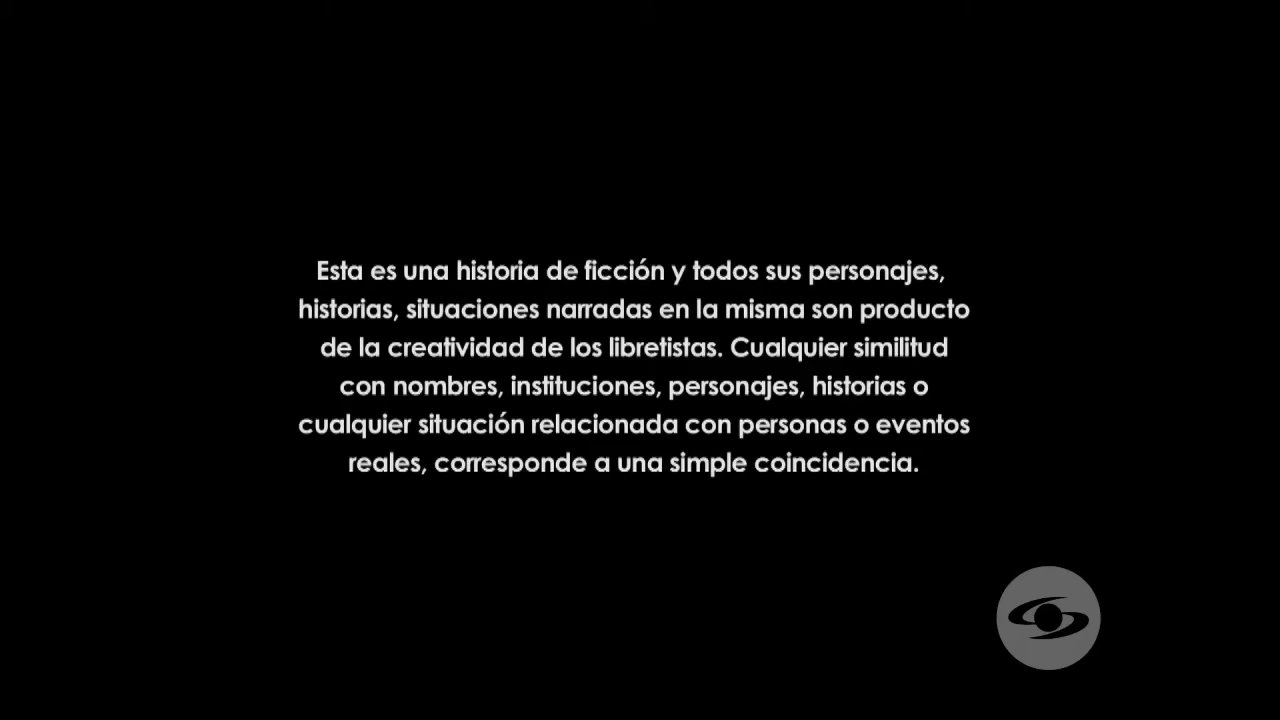 Esta es una historia de ficción y todos sus personajes,
historias, situaciones narradas en la misma son producto
de la creatividad de los libretistas. Cualquier similitud
con nombres, instituciones, personajes, historias o
cualquier situación relacionada con personas o eventos
reales, corresponde a una simple coincidencia.